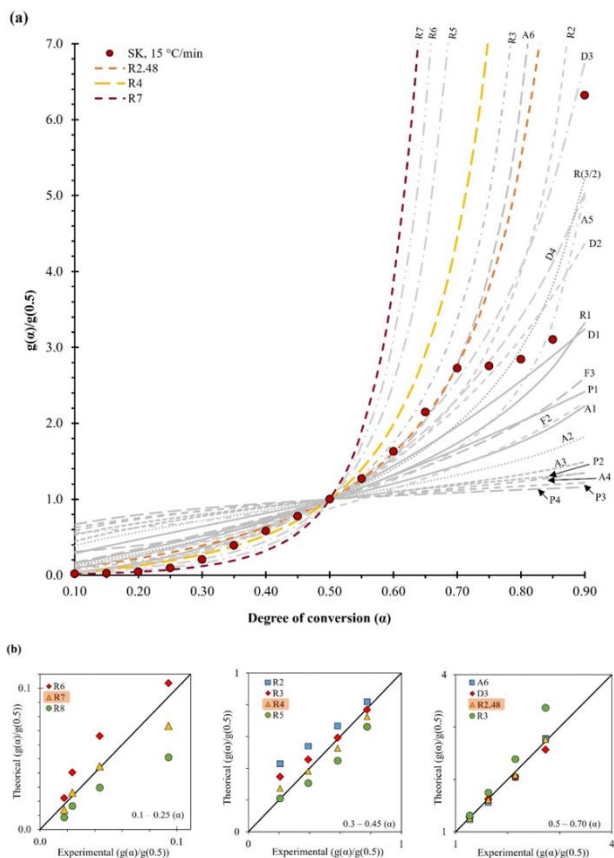 (a)
R7
R6
R5
R3
A6
R2
D3
7.0
6.0
5.0
4.0
3.0
2.0
1.0
0.0
SK, 15 °C/min
R2.48
R4
R7
R(3/2)
A5
D4
D2
R1
D1
F3
P1
F2
A1
A2
A3
P2
A4
P4
P3
g(α)/g(0.5)
0.10 0.20 0.30 0.40 0.50 0.60 0.70 0.80 0.90
Degree of conversion (α)
(b)
R6
R7
R8
0.1
0.0
0.0 0.1
0.1 – 0.25 (α)
Theorical (g(α)/g(0.5))
Experimental (g(α)/g(0.5))
R2
R3
R4
R5
1
0
0 1
0.3 – 0.45 (α)
Theorical (g(α)/g(0.5))
Experimental (g(α)/g(0.5))
A6
D3
R2.48
R3
4
1
1 4
0.5 – 0.70 (α)
Theorical (g(α)/g(0.5))
Experimental (g(α)/g(0.5))